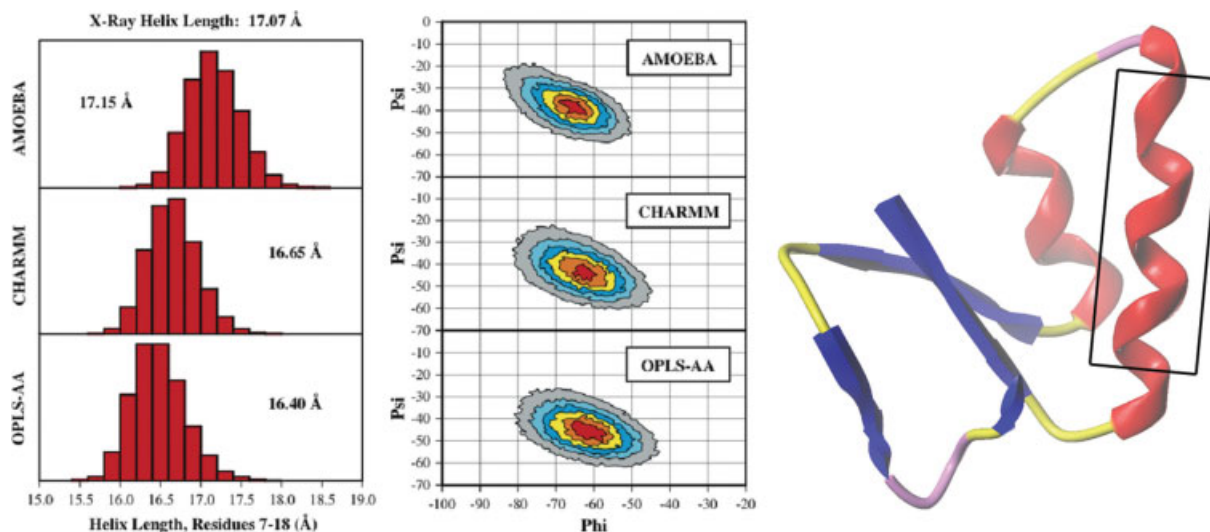 X-Ray Helix Length: 17.07 Å
AMOEBA
17.15 Å
CHARMM
16.65 Å
OPLS-AA
16.40 Å
15.0 15.5 16.0 16.5 17.0 17.5 18.0 18.5 19.0
Helix Length, Residues 7-18 (Å)
0
-10
-20
-30
-40
-50
-60
-70
Psi
AMOEBA
-10
-20
-30
-40
-50
-60
-70
Psi
CHARMM
-10
-20
-30
-40
-50
-60
-70
Psi
OPLS-AA
-100 -90 -80 -70 -60 -50 -40 -30 -20
Phi